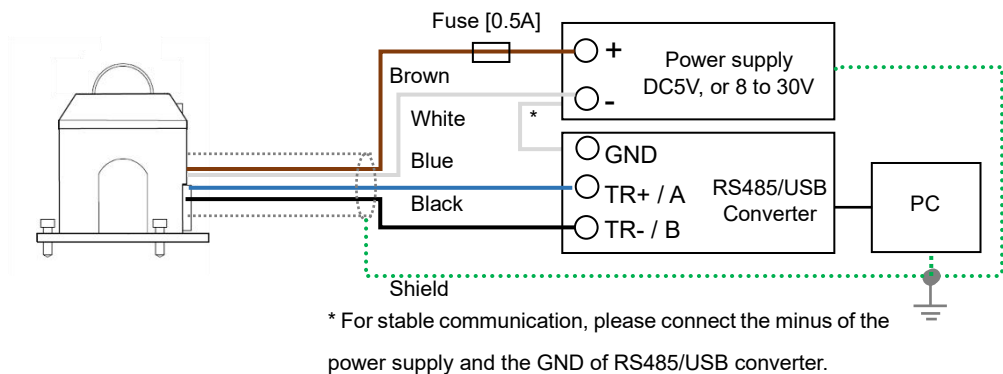 Fuse [0.5A]
+
Power supply
DC5V, or 8 to 30V
Brown
-
White
*
GND
Blue
TR+ / A
RS485/USB
Converter
PC
Black
TR- / B
Shield
* For stable communication, please connect the minus of the
power supply and the GND of RS485/USB converter.